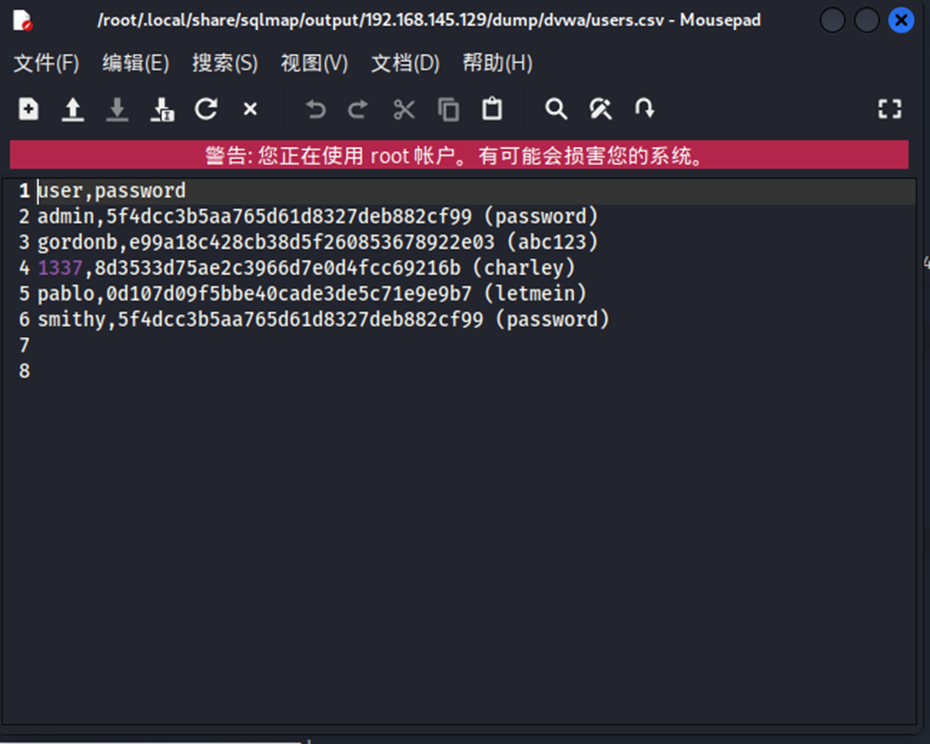 /root/.local/share/sqlmap/output/192.168.145.129/dump/dvwa/users.csv - Mousepad
文件(F) 编辑(E) 搜索(S) 视图(V) 文档(D) 帮助(H)
警告: 您正在使用 root 帐户。有可能会损害您的系统。
1 user,password
2 admin,5f4dcc3b5aa765d61d8327deb882cf99 (password)
3 gordonb,e99a18c428cb38d5f260853678922e03 (abc123)
4 1337,8d3533d75ae2c3966d7e0d4fcc69216b (charley)
5 pablo,0d107d09f5bbe40cade3de5c71e9e9b7 (letmein)
6 smithy,5f4dcc3b5aa765d61d8327deb882cf99 (password)
7
8